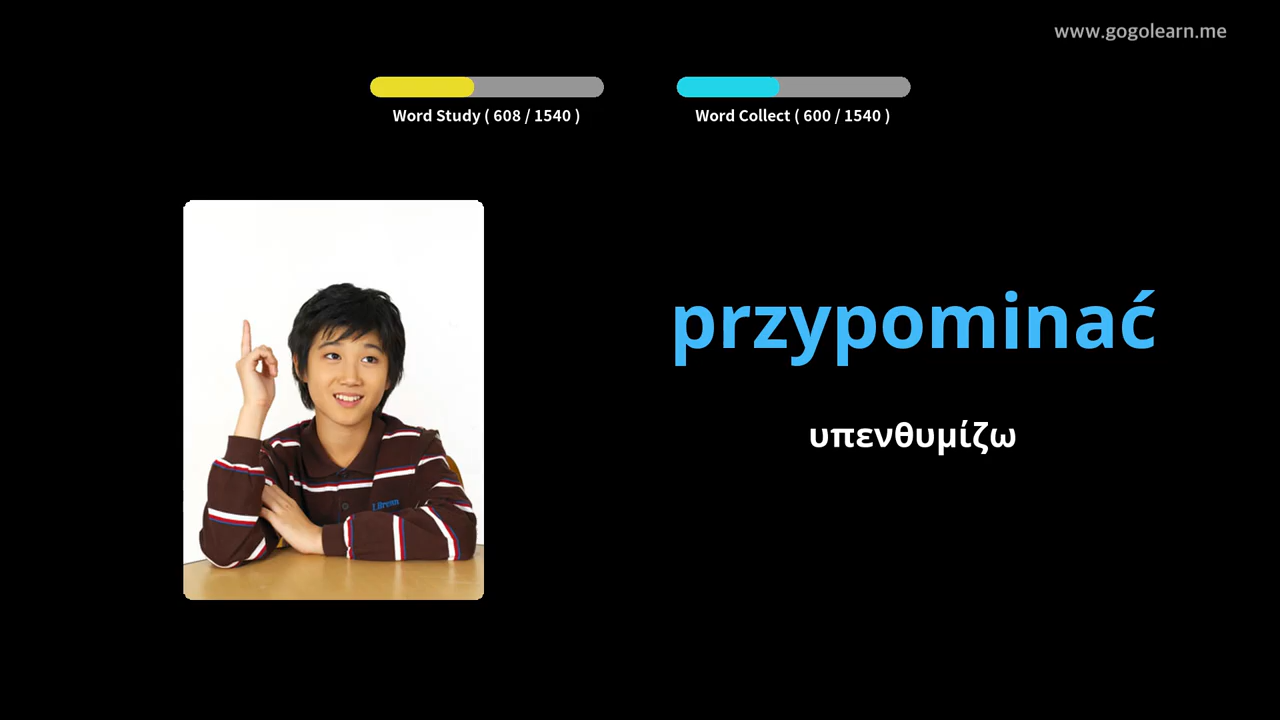 www.gogolearn.me
Word Study ( 608 / 1540 )
Word Collect ( 600 / 1540 )
przypominać
υπενθυμίζω